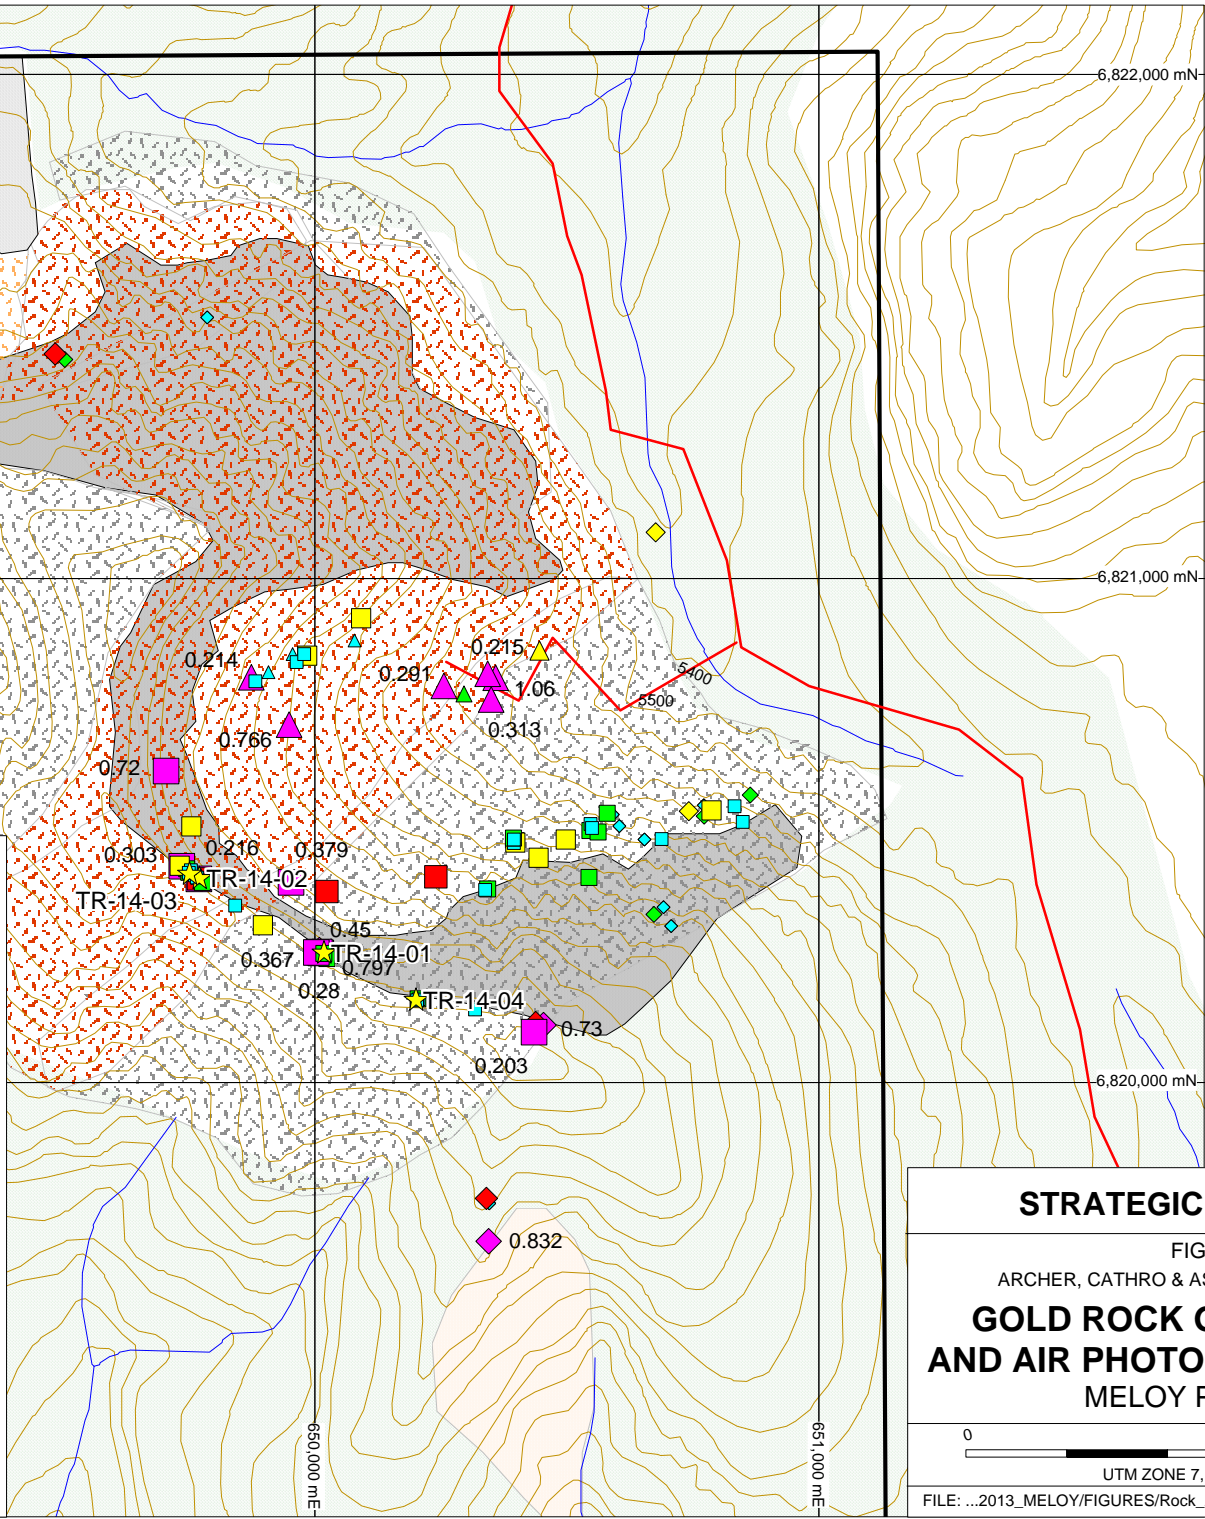 6,822,000 mN
6,821,000 mN
0.215
0.214
0.291
5400
1.06
5500
0.313
0.766
0.72
0.303
0.216
0.379
TR-14-02
TR-14-03
0.45
TR-14-01
0.367
0.797
0.28
TR-14-04
0.73
0.203
6,820,000 mN
0.832
650,000 mE
651,000 mE
STRATEGIC
FIG
ARCHER, CATHRO & AS
GOLD ROCK
AND AIR PHOTO
MELOY
0
UTM ZONE 7,
FILE: ...2013_MELOY/FIGURES/Rock_